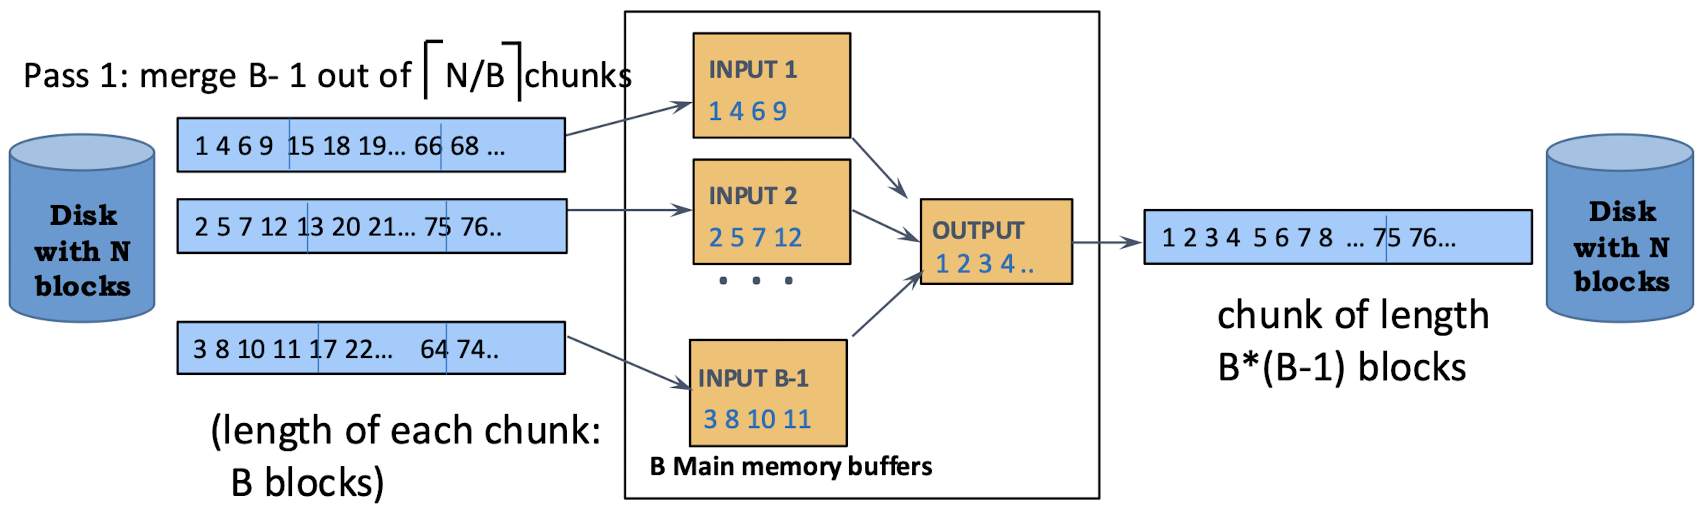 Pass 1: merge B- 1 out of ⌈N/B⌉ chunks
Disk
with N
blocks
1 4 6 9 15 18 19... 66 68 ...
2 5 7 12 13 20 21... 75 76..
3 8 10 11 17 22... 64 74..
(length of each chunk:
B blocks)
INPUT 1
1 4 6 9
INPUT 2
2 5 7 12
. . .
INPUT B-1
3 8 10 11
B Main memory buffers
OUTPUT
1 2 3 4 ..
1 2 3 4 5 6 7 8 ... 75 76...
chunk of length
B*(B-1) blocks
Disk
with N
blocks